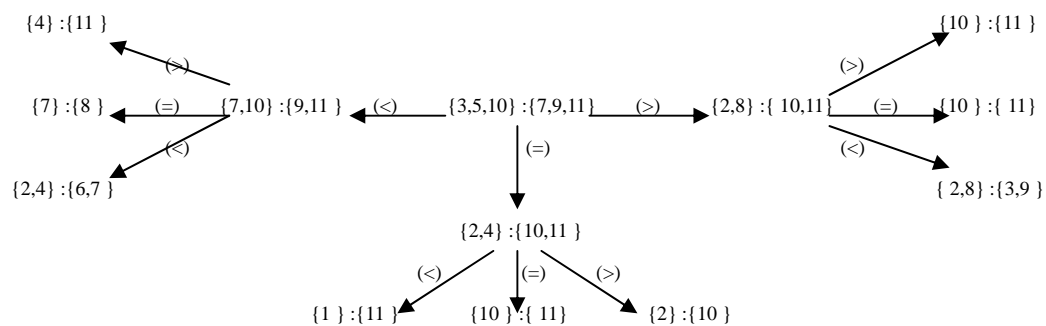 {4} :{11 } {10 } :{11 }
(>) (>)
{7} :{8 } (=) {7,10} :{9,11 } (<) {3,5,10} :{7,9,11} (>) {2,8} :{ 10,11} (=) {10 } :{ 11}
(<) (=) (<)
{2,4} :{6,7 } { 2,8} :{3,9 }
{2,4} :{10,11 }
(<) (=) (>)
{1 } :{11 } {10 } :{ 11} {2} :{10 }